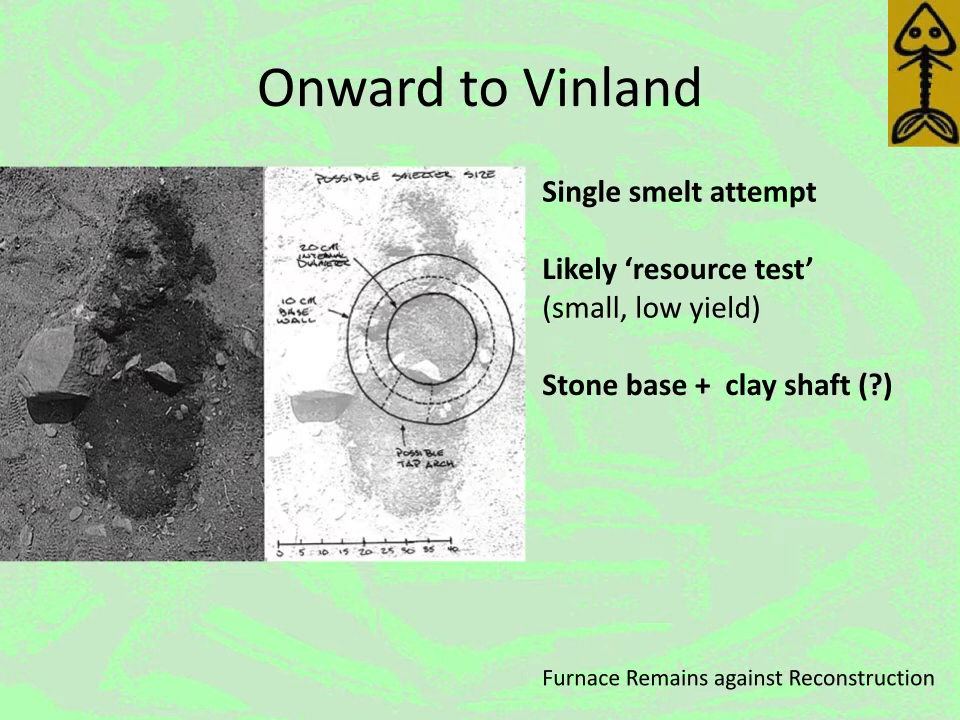 Onward to Vinland
POSSIBLE SMELTER SIZE
20 CM
INTERNAL
DIAMETER
10 CM
BASE
WALL
POSSIBLE
TAP ARCH
0 5 10 15 20 25 30 35 40
Single smelt attempt
Likely ‘resource test’
(small, low yield)
Stone base + clay shaft (?)
Furnace Remains against Reconstruction